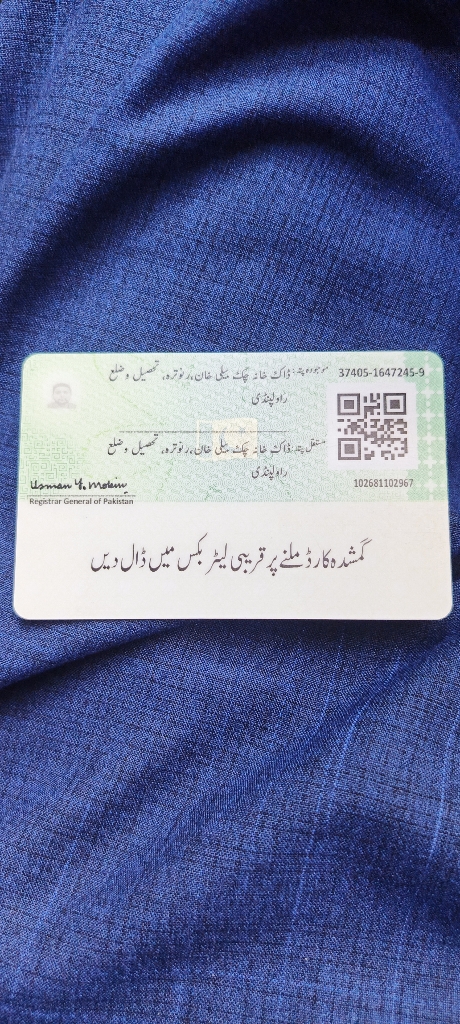 37405-1647245-9
موجودہ پتہ: ڈاک خانہ چک بیلی خان، رنوترہ، تحصیل و ضلع
راولپنڈی
مستقل پتہ: ڈاک خانہ چک بیلی خان، رنوترہ، تحصیل و ضلع
راولپنڈی
102681102967
Usman Y. Mobin
Registrar General of Pakistan
گمشدہ کارڈ ملنے پر قریبی لیٹر بکس میں ڈال دیں